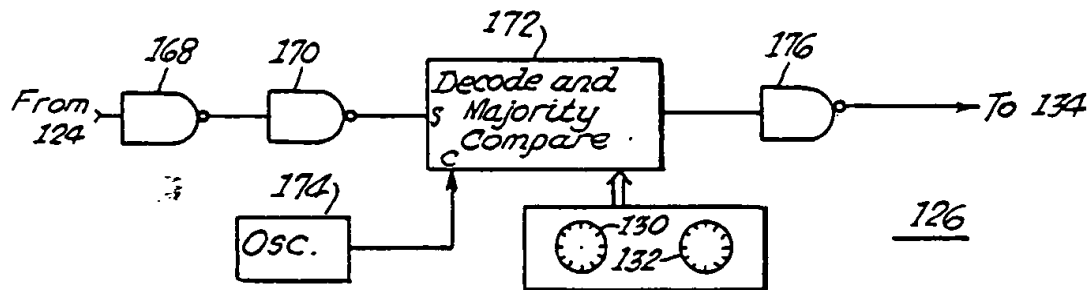 168
170
172
176
From
124
S
Decode and
Majority
Compare
C
To 134
174
Osc.
130
132
126